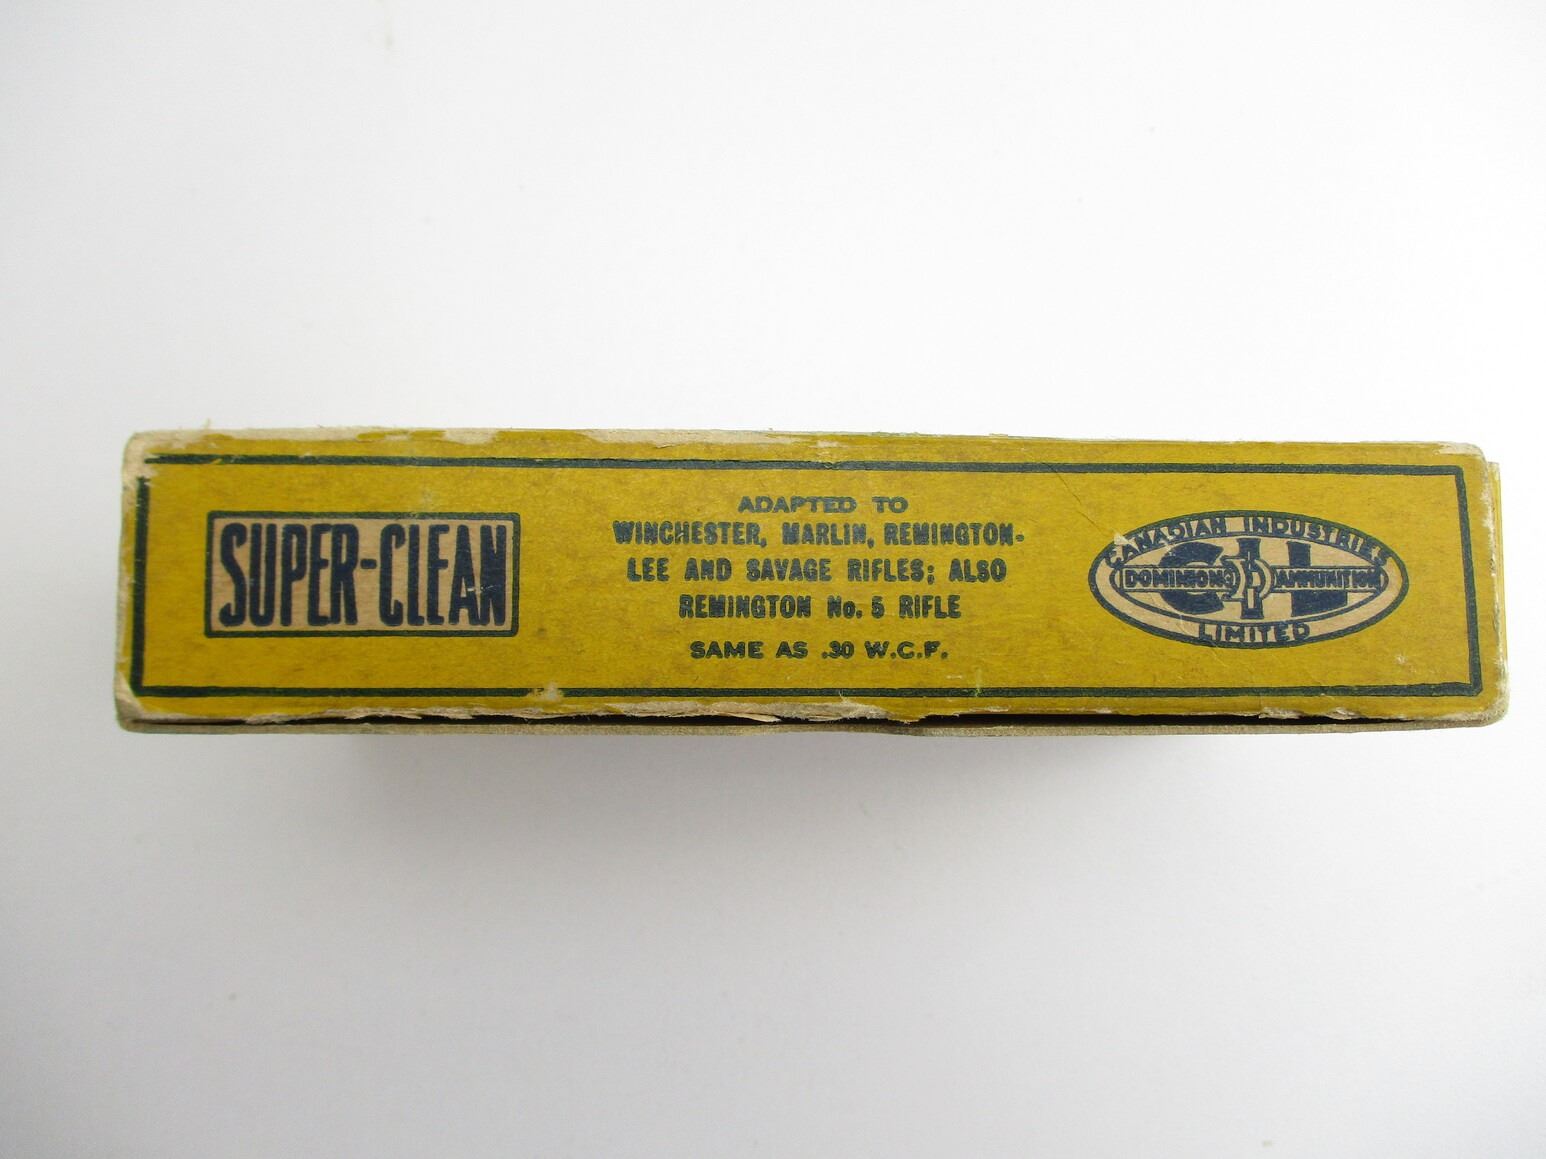 SUPER-CLEAN
ADAPTED TO
WINCHESTER, MARLIN, REMINGTON-
LEE AND SAVAGE RIFLES; ALSO
REMINGTON No. 5 RIFLE
SAME AS .30 W.C.F.
CANADIAN INDUSTRIES
CIL
DOMINION D AMMUNITION
LIMITED